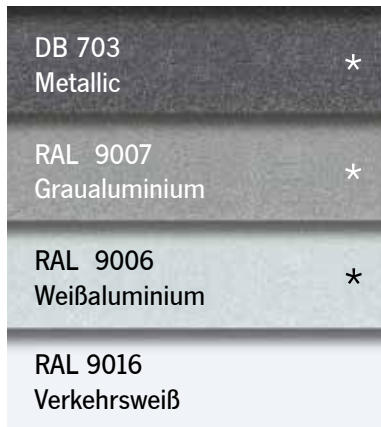 DB 703 *
Metallic
RAL 9007 *
Graualuminium
RAL 9006 *
Weißaluminium
RAL 9016
Verkehrsweiß